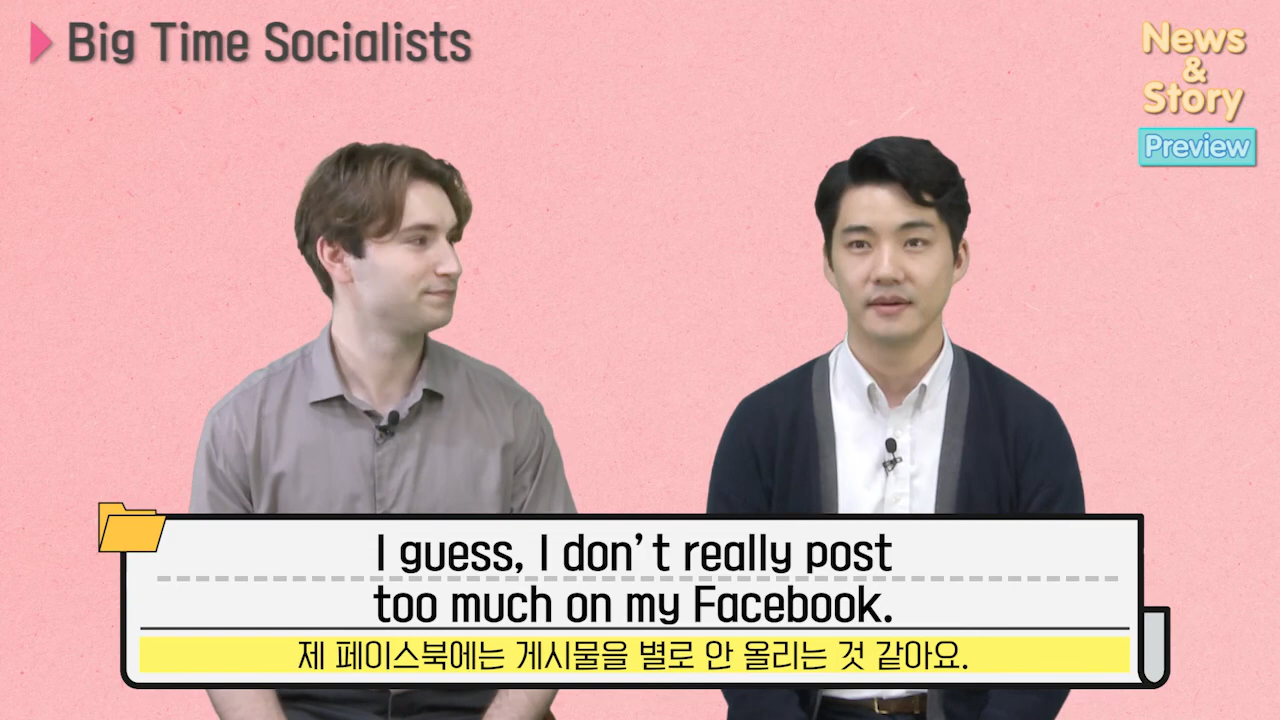 Big Time Socialists
News
&
Story
Preview
I guess, I don't really post
too much on my Facebook.
제 페이스북에는 게시물을 별로 안 올리는 것 같아요.